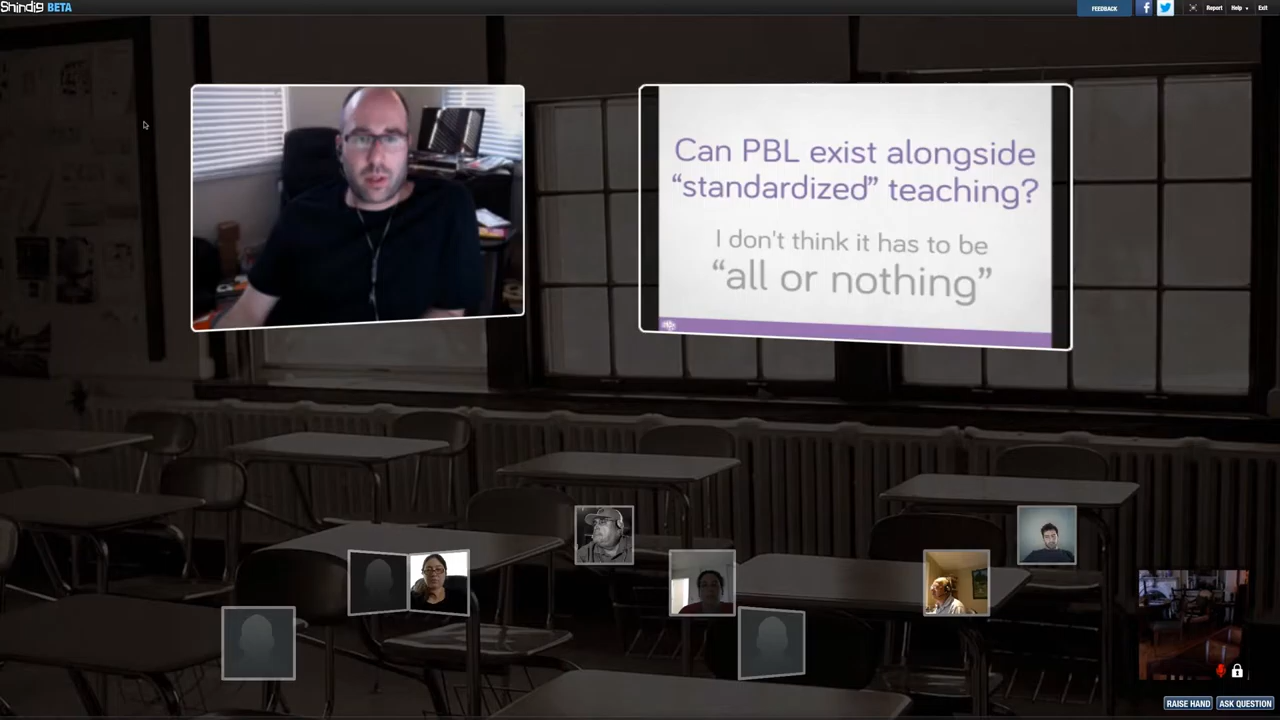 Shindig BETA
FEEDBACK
f
Report
Help
Exit
Can PBL exist alongside
“standardized” teaching?
I don't think it has to be
“all or nothing”
RAISE HAND
ASK QUESTION